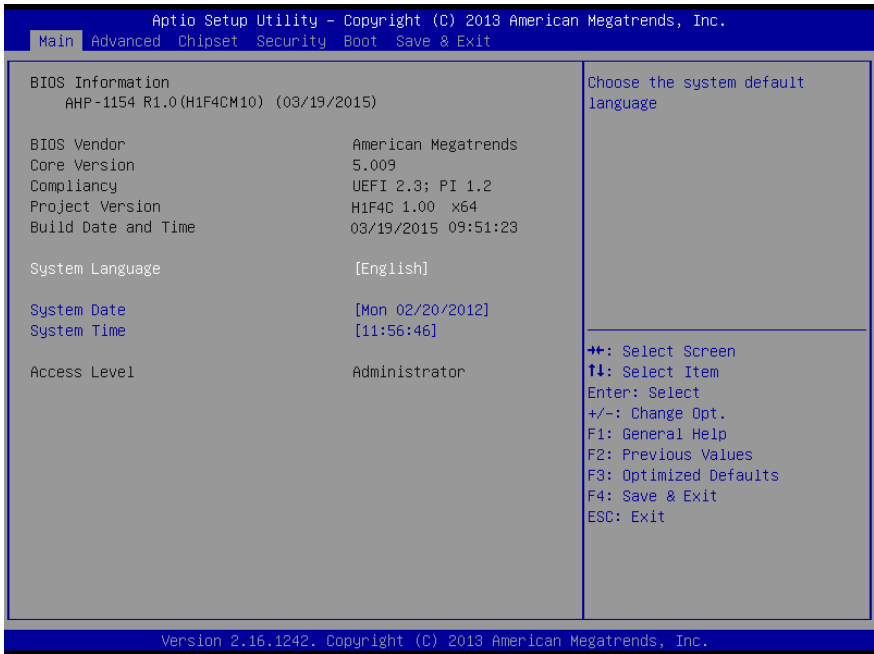 Aptio Setup Utility – Copyright (C) 2013 American Megatrends, Inc.
Main Advanced Chipset Security Boot Save & Exit
BIOS Information
AHP-1154 R1.0(H1F4CM10) (03/19/2015)
BIOS Vendor American Megatrends
Core Version 5.009
Compliancy UEFI 2.3; PI 1.2
Project Version H1F4C 1.00 x64
Build Date and Time 03/19/2015 09:51:23
System Language [English]
System Date [Mon 02/20/2012]
System Time [11:56:46]
Access Level Administrator
Choose the system default
language
→←: Select Screen
↑↓: Select Item
Enter: Select
+/-: Change Opt.
F1: General Help
F2: Previous Values
F3: Optimized Defaults
F4: Save & Exit
ESC: Exit
Version 2.16.1242. Copyright (C) 2013 American Megatrends, Inc.